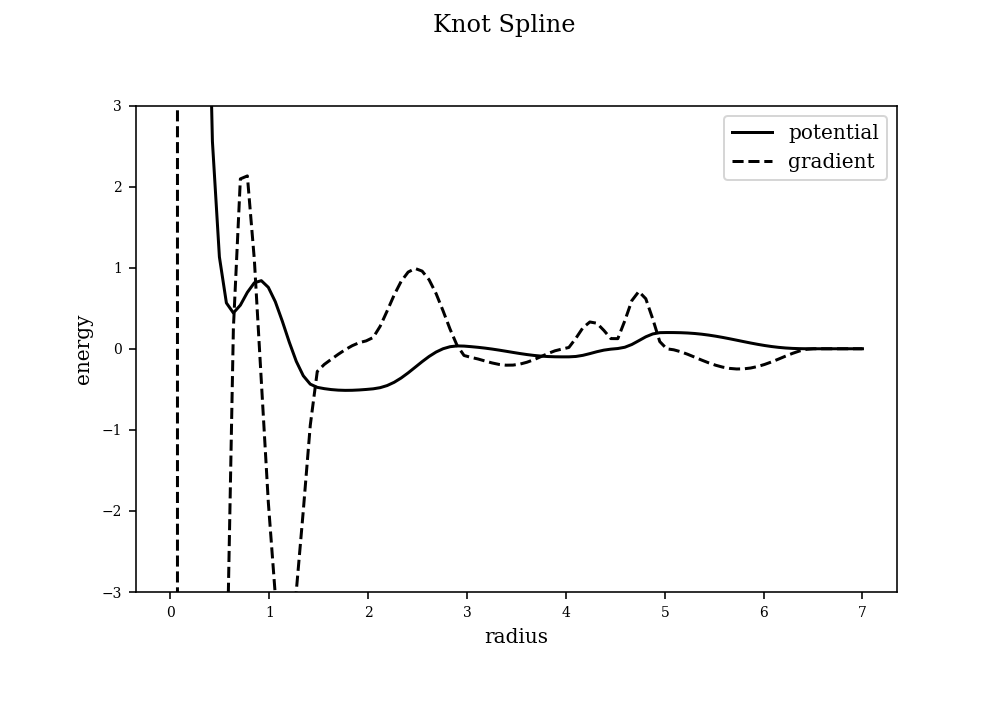 Knot Spline
3
2
1
0
−1
−2
−3
energy
potential
gradient
0 1 2 3 4 5 6 7
radius